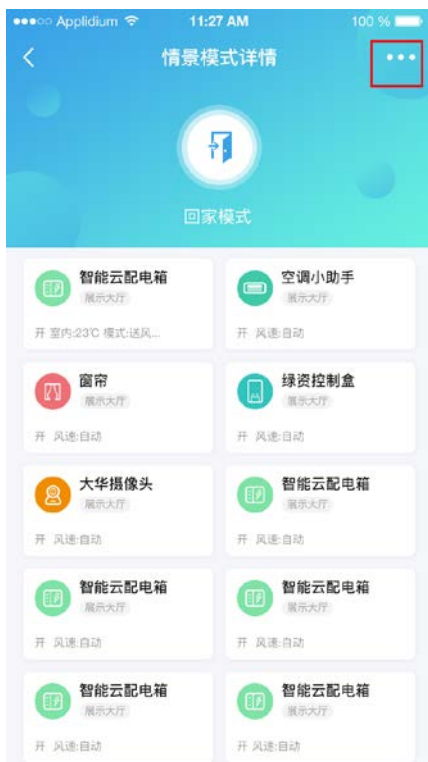 Applidium 11:27 AM 100 %
情景模式详情
回家模式
智能云配电箱
展示大厅
开 室内:23℃ 模式:送风...
空调小助手
展示大厅
开 风速:自动
窗帘
展示大厅
开 风速:自动
绿资控制盒
展示大厅
开 风速:自动
大华摄像头
展示大厅
开 风速:自动
智能云配电箱
展示大厅
开 风速:自动
智能云配电箱
展示大厅
开 风速:自动
智能云配电箱
展示大厅
开 风速:自动
智能云配电箱
展示大厅
开 风速:自动
智能云配电箱
展示大厅
开 风速:自动